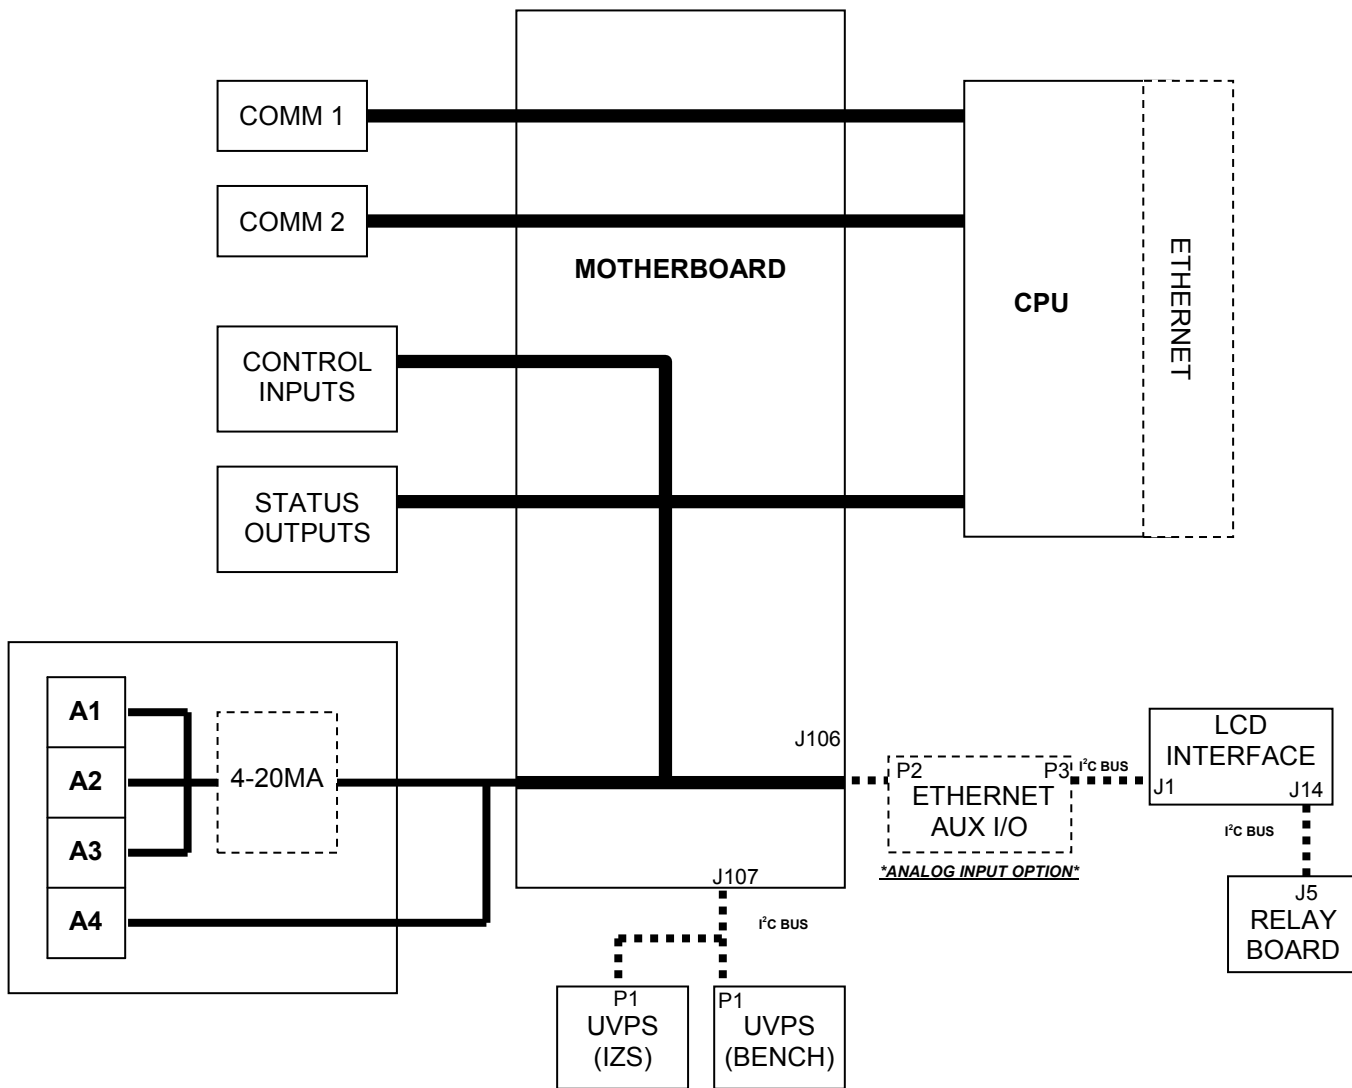 COMM 1
COMM 2
MOTHERBOARD
CPU
ETHERNET
CONTROL
INPUTS
STATUS
OUTPUTS
A1
A2
A3
A4
4-20MA
J106
P2
P3
ETHERNET
AUX I/O
*ANALOG INPUT OPTION*
I²C BUS
LCD
INTERFACE
J1
J14
I²C BUS
J5
RELAY
BOARD
J107
I²C BUS
P1
UVPS
(IZS)
P1
UVPS
(BENCH)